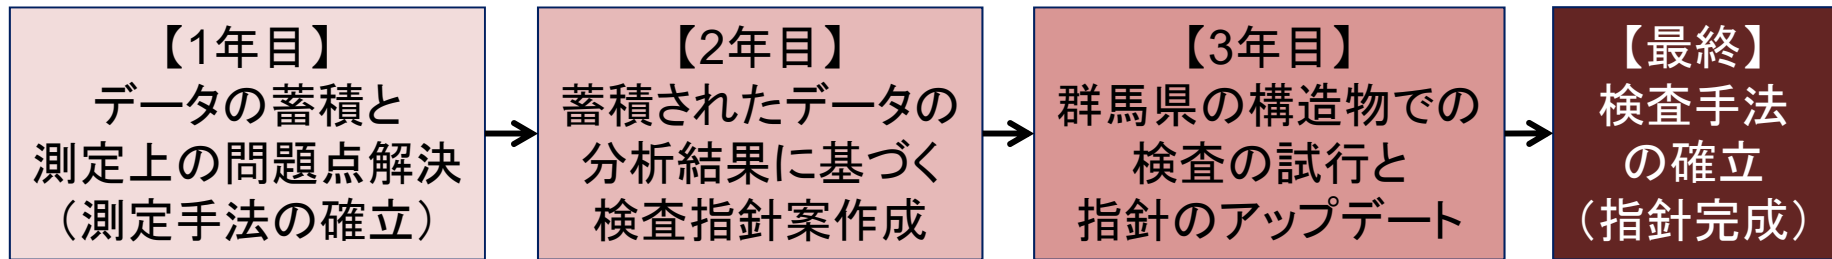 【1年目】
データの蓄積と
測定上の問題点解決
（測定手法の確立）
【2年目】
蓄積されたデータの
分析結果に基づく
検査指針案作成
【3年目】
群馬県の構造物での
検査の試行と
指針のアップデート
【最終】
検査手法
の確立
（指針完成）